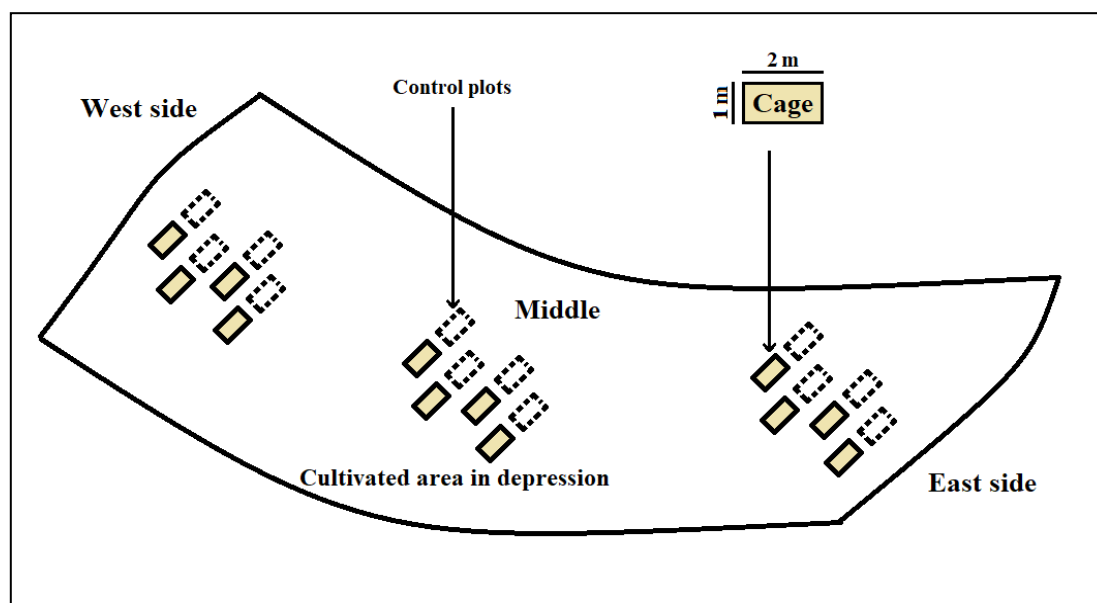 2 m
Control plots
West side
1 m
Cage
Middle
Cultivated area in depression
East side